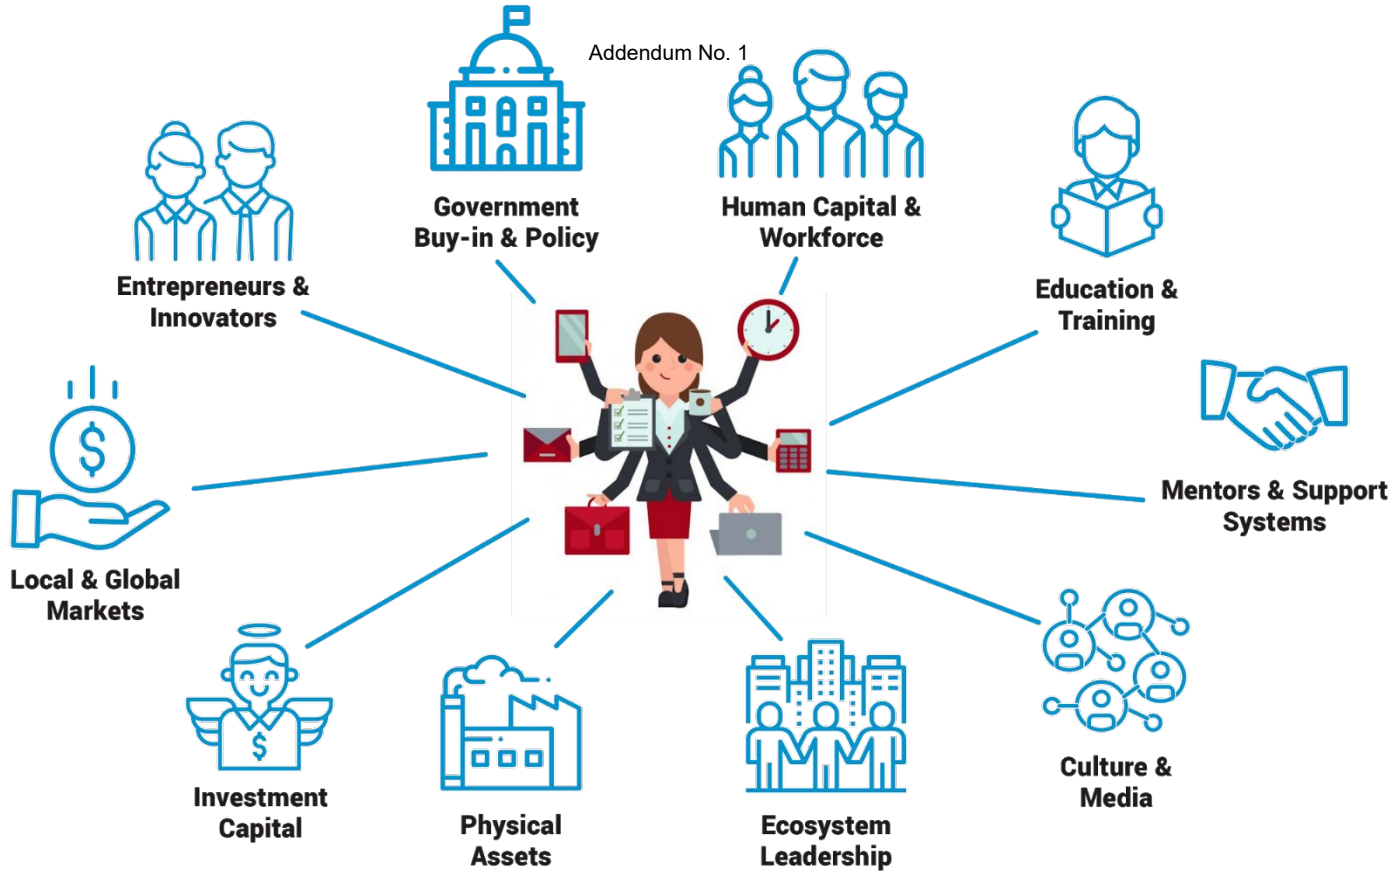 Addendum No. 1
Government
Buy-in & Policy
Human Capital &
Workforce
Entrepreneurs &
Innovators
Education &
Training
Mentors & Support
Systems
Local & Global
Markets
Culture &
Media
Investment
Capital
Physical
Assets
Ecosystem
Leadership
$
$